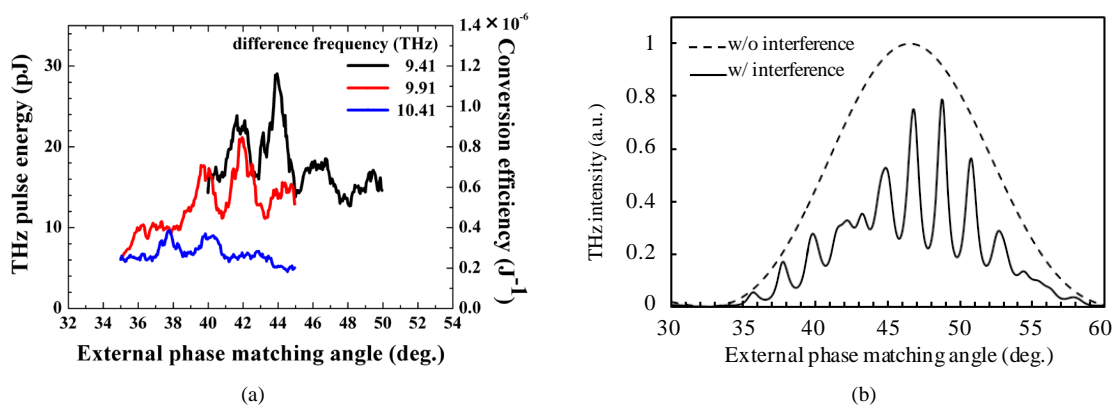 1.4×10⁻⁶
difference frequency (THz)
9.41
9.91
10.41
30
20
10
0
1.2
1.0
0.8
0.6
0.4
0.2
0.0
THz pulse energy (pJ)
Conversion efficiency (J⁻¹)
32 34 36 38 40 42 44 46 48 50 52 54
External phase matching angle (deg.)
(a)
w/o interference
w/ interference
1
0.8
0.6
0.4
0.2
0
THz intensity (a.u.)
30 35 40 45 50 55 60
External phase matching angle (deg.)
(b)